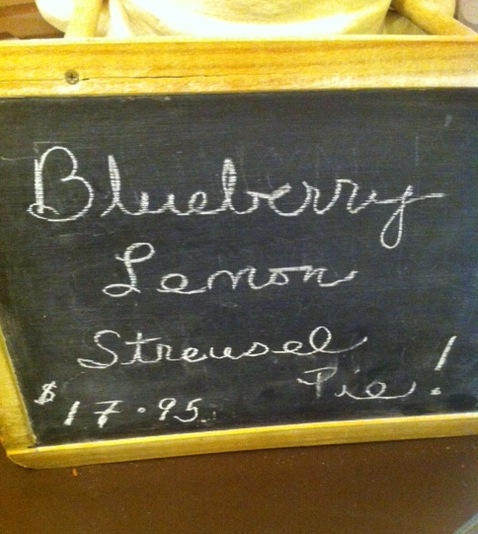 Blueberry
Lemon
Streusel
Pie!
$17.95